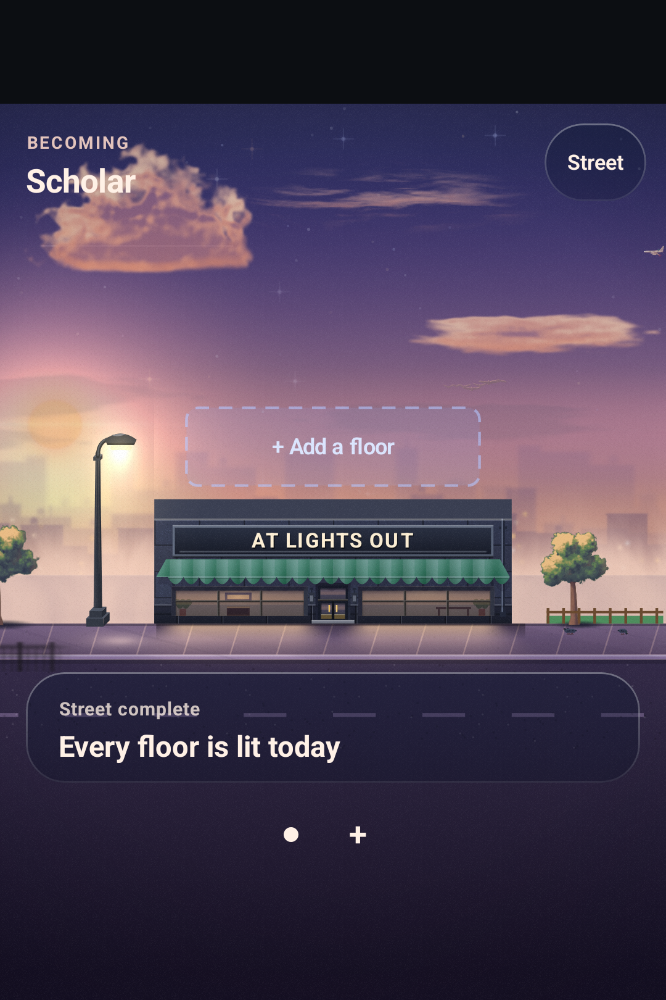 BECOMING
Scholar
Street
+ Add a floor
AT LIGHTS OUT
Street complete
Every floor is lit today
+